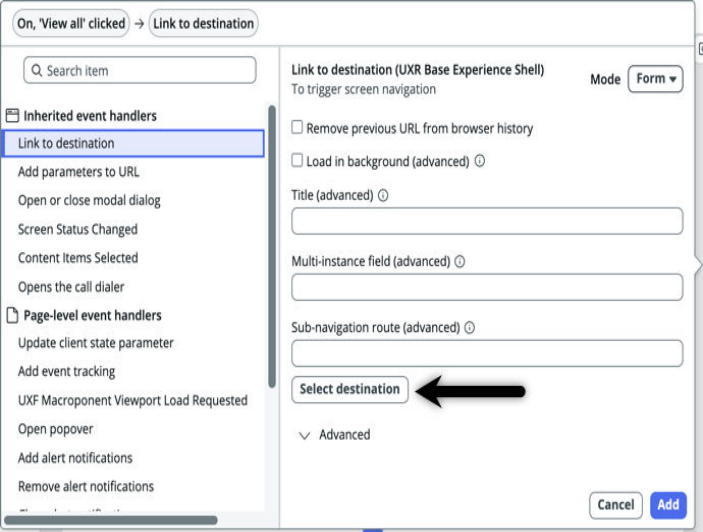 On, 'View all' clicked → Link to destination
Search item
Inherited event handlers
Link to destination
Add parameters to URL
Open or close modal dialog
Screen Status Changed
Content Items Selected
Opens the call dialer
Page-level event handlers
Update client state parameter
Add event tracking
UXF Macroponent Viewport Load Requested
Open popover
Add alert notifications
Remove alert notifications
Link to destination (UXR Base Experience Shell)
To trigger screen navigation
Mode Form
Remove previous URL from browser history
Load in background (advanced)
Title (advanced)
Multi-instance field (advanced)
Sub-navigation route (advanced)
Select destination
Advanced
Cancel Add